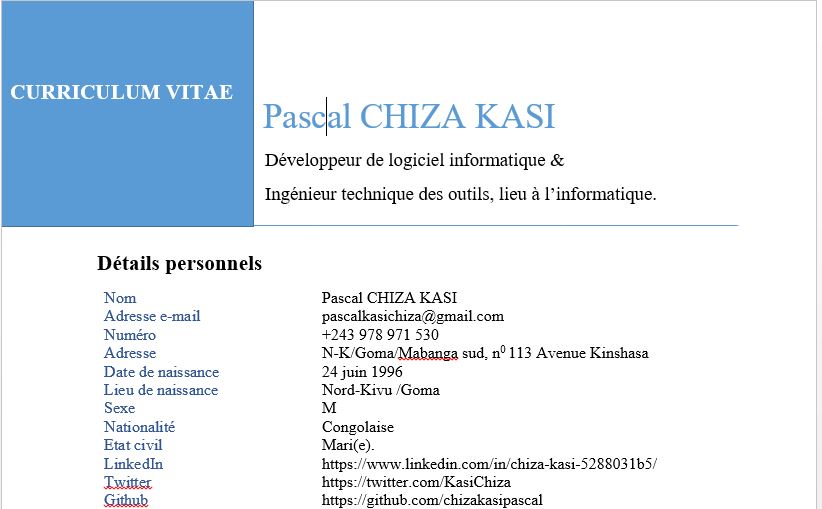 CURRICULUM VITAE
Pascal CHIZA KASI
Développeur de logiciel informatique &
Ingénieur technique des outils, lieu à l’informatique.
Détails personnels
Nom Pascal CHIZA KASI
Adresse e-mail pascalkasichiza@gmail.com
Numéro +243 978 971 530
Adresse N-K/Goma/Mabanga sud, n⁰ 113 Avenue Kinshasa
Date de naissance 24 juin 1996
Lieu de naissance Nord-Kivu /Goma
Sexe M
Nationalité Congolaise
Etat civil Mari(e).
LinkedIn https://www.linkedin.com/in/chiza-kasi-5288031b5/
Twitter https://twitter.com/KasiChiza
Github https://github.com/chizakasipascal